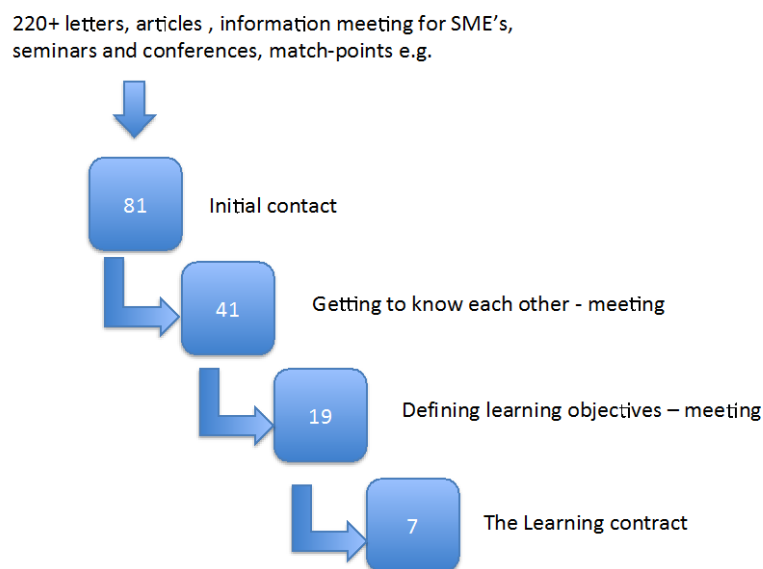 220+ letters, articles , information meeting for SME’s,
seminars and conferences, match-points e.g.
81
Initial contact
41
Getting to know each other - meeting
19
Defining learning objectives – meeting
7
The Learning contract